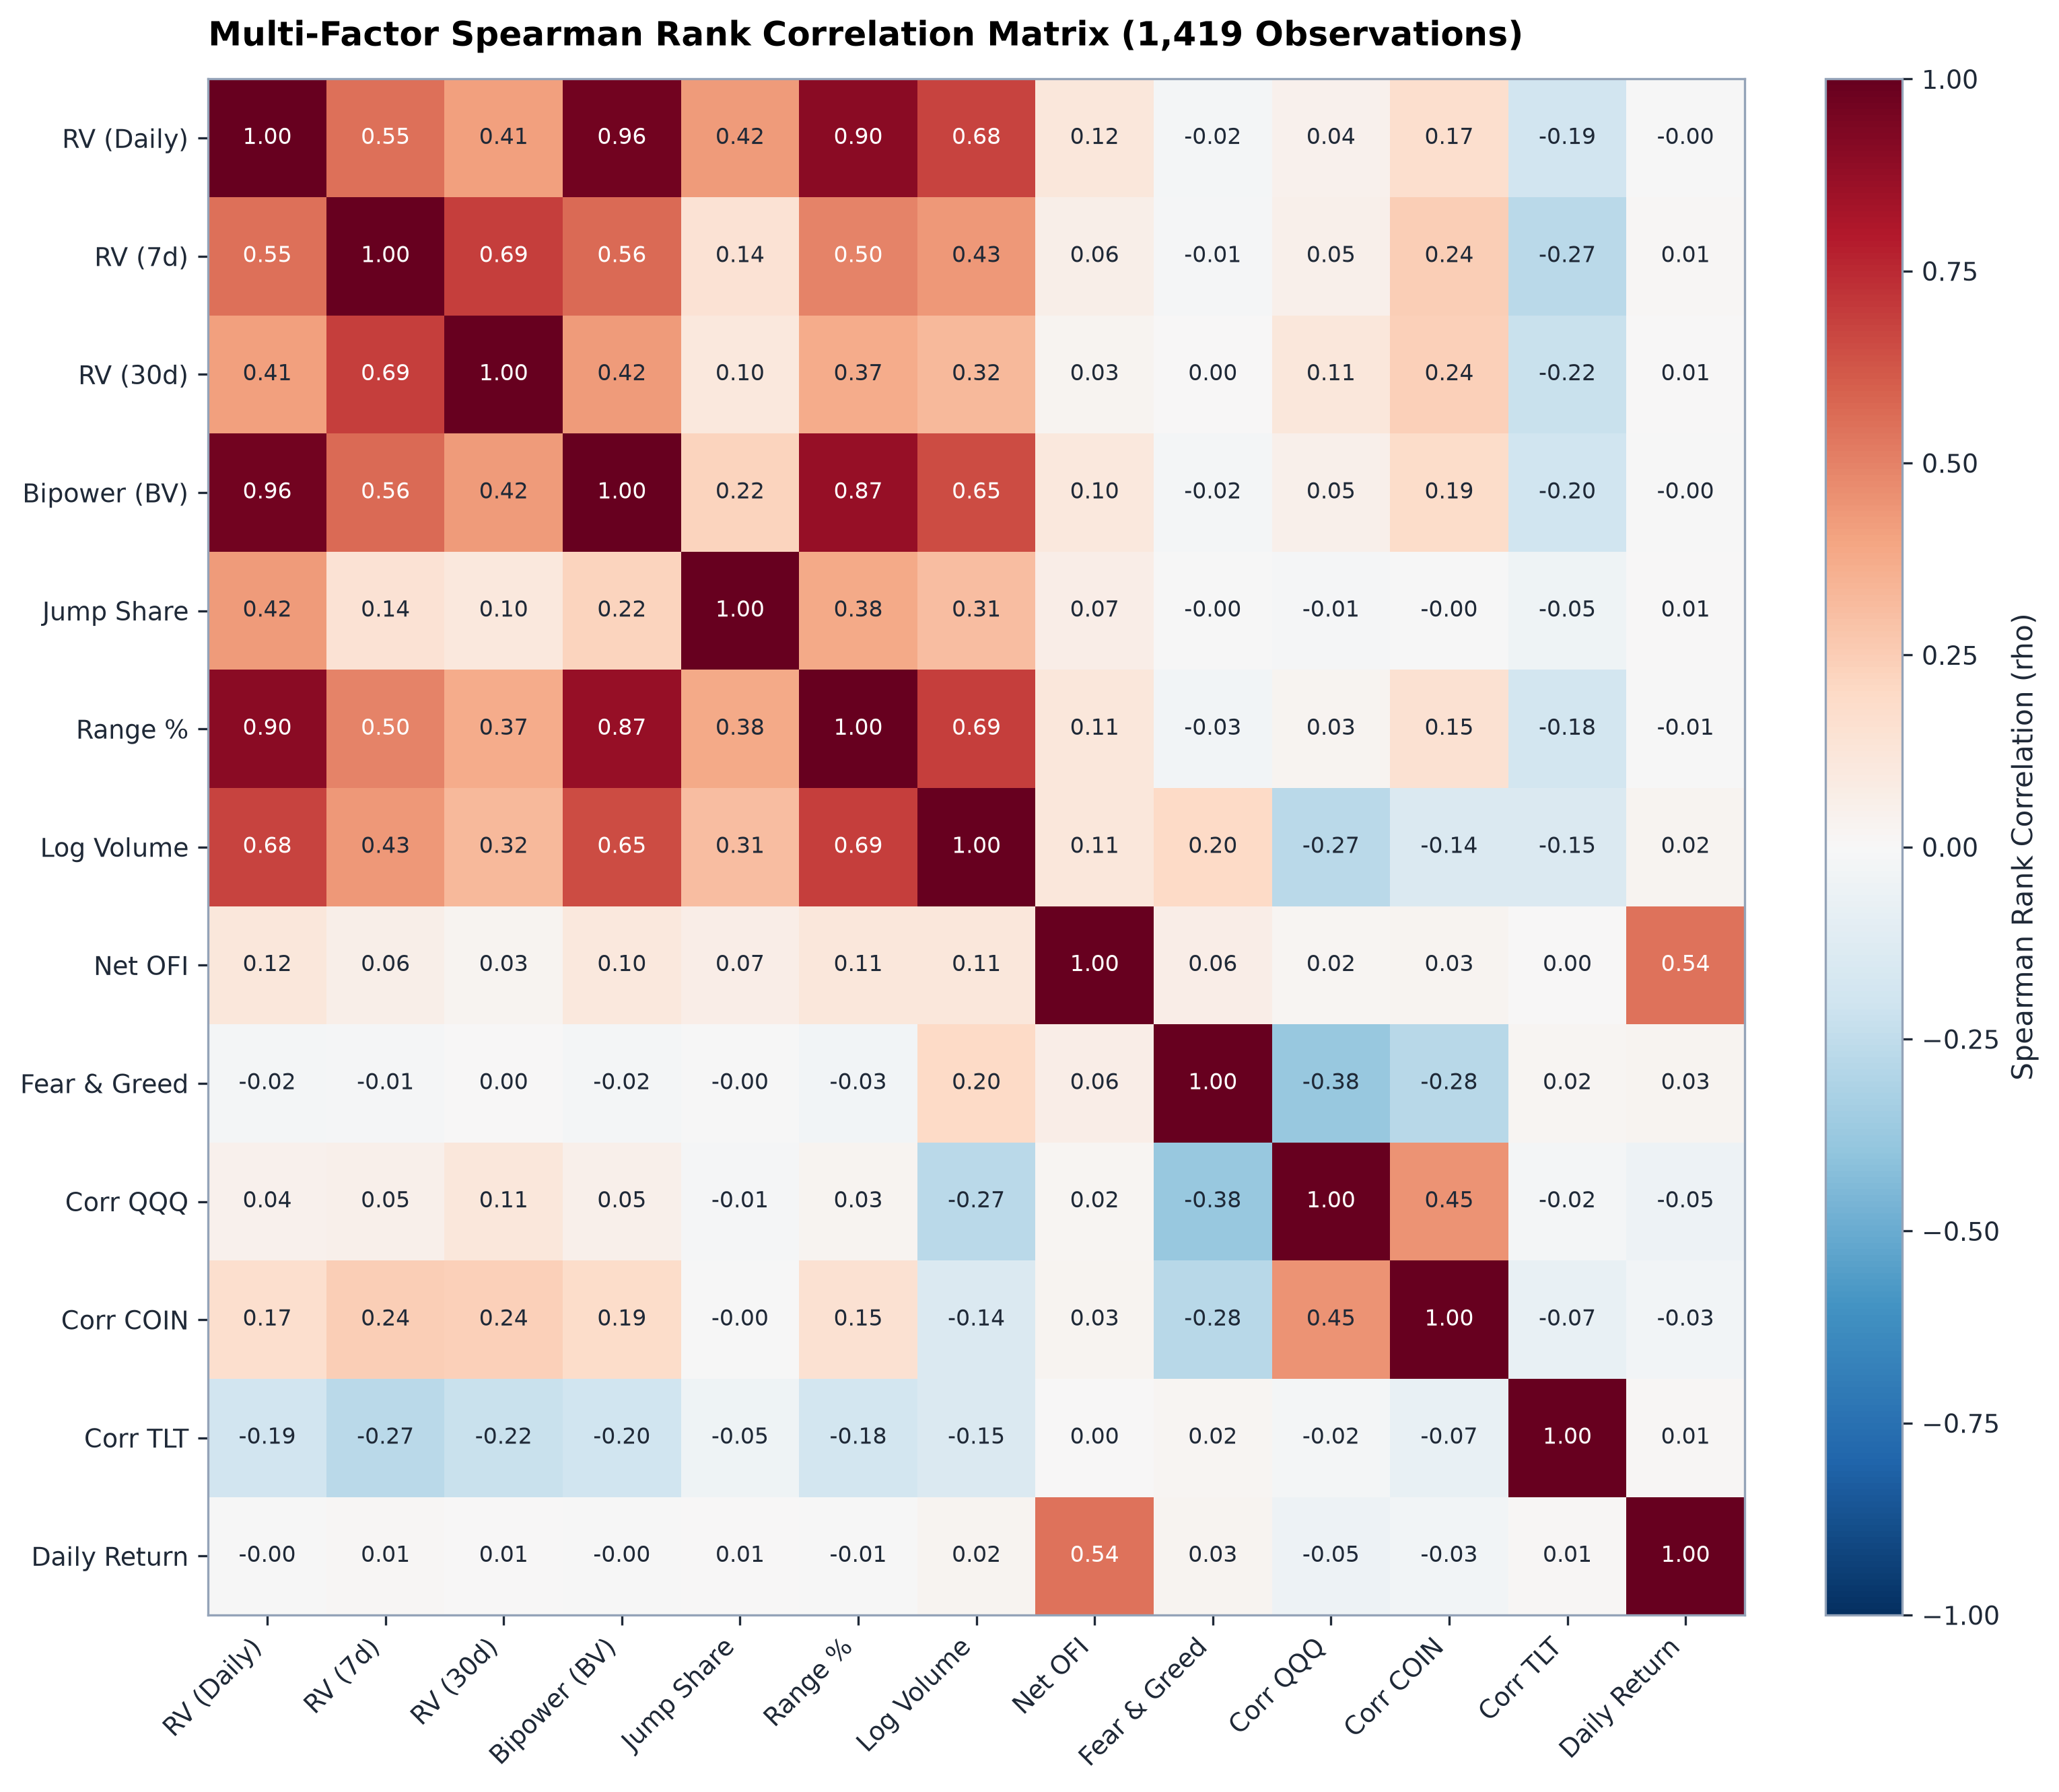 Multi-Factor Spearman Rank Correlation Matrix (1,419 Observations)
RV (Daily) 1.00 0.55 0.41 0.96 0.42 0.90 0.68 0.12 -0.02 0.04 0.17 -0.19 -0.00
RV (7d) 0.55 1.00 0.69 0.56 0.14 0.50 0.43 0.06 -0.01 0.05 0.24 -0.27 0.01
RV (30d) 0.41 0.69 1.00 0.42 0.10 0.37 0.32 0.03 0.00 0.11 0.24 -0.22 0.01
Bipower (BV) 0.96 0.56 0.42 1.00 0.22 0.87 0.65 0.10 -0.02 0.05 0.19 -0.20 -0.00
Jump Share 0.42 0.14 0.10 0.22 1.00 0.38 0.31 0.07 -0.00 -0.01 -0.00 -0.05 0.01
Range % 0.90 0.50 0.37 0.87 0.38 1.00 0.69 0.11 -0.03 0.03 0.15 -0.18 -0.01
Log Volume 0.68 0.43 0.32 0.65 0.31 0.69 1.00 0.11 0.20 -0.27 -0.14 -0.15 0.02
Net OFI 0.12 0.06 0.03 0.10 0.07 0.11 0.11 1.00 0.06 0.02 0.03 0.00 0.54
Fear & Greed -0.02 -0.01 0.00 -0.02 -0.00 -0.03 0.20 0.06 1.00 -0.38 -0.28 0.02 0.03
Corr QQQ 0.04 0.05 0.11 0.05 -0.01 0.03 -0.27 0.02 -0.38 1.00 0.45 -0.02 -0.05
Corr COIN 0.17 0.24 0.24 0.19 -0.00 0.15 -0.14 0.03 -0.28 0.45 1.00 -0.07 -0.03
Corr TLT -0.19 -0.27 -0.22 -0.20 -0.05 -0.18 -0.15 0.00 0.02 -0.02 -0.07 1.00 0.01
Daily Return -0.00 0.01 0.01 -0.00 0.01 -0.01 0.02 0.54 0.03 -0.05 -0.03 0.01 1.00
RV (Daily)
RV (7d)
RV (30d)
Bipower (BV)
Jump Share
Range %
Log Volume
Net OFI
Fear & Greed
Corr QQQ
Corr COIN
Corr TLT
Daily Return
1.00
0.75
0.50
0.25
0.00
−0.25
−0.50
−0.75
−1.00
Spearman Rank Correlation (rho)